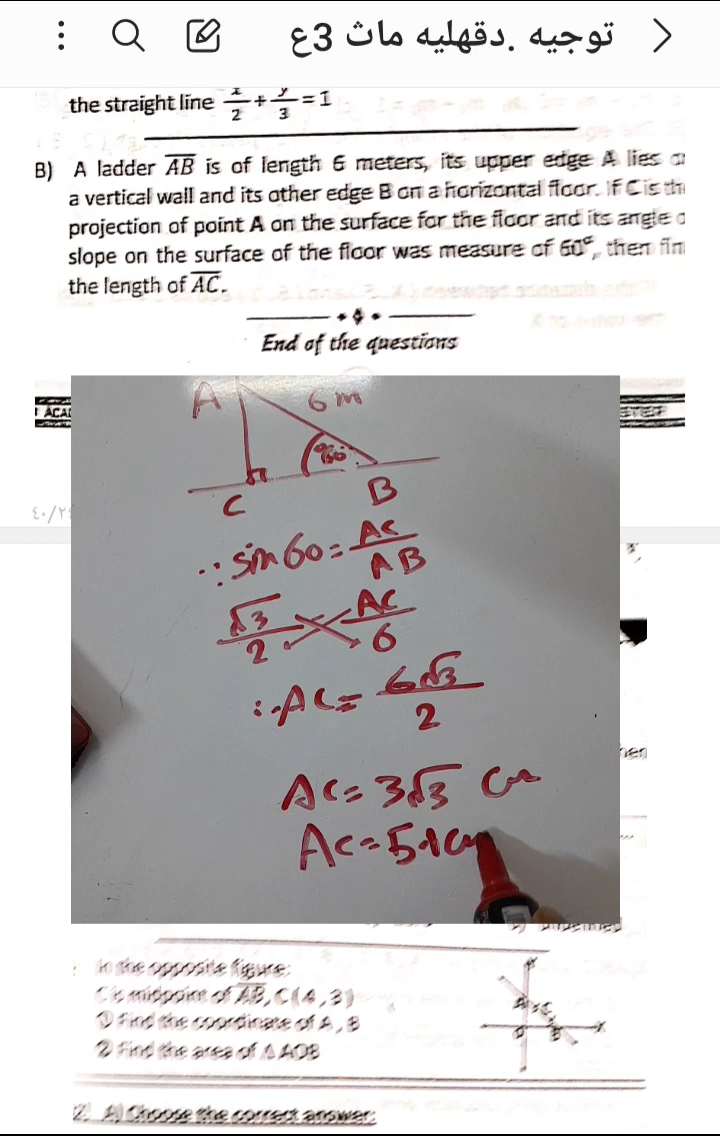 توجيه .دقهليه ماث 3ع
the straight line x/2 + y/3 = 1
B) A ladder AB is of length 6 meters, its upper edge A lies
a vertical wall and its other edge B on a horizontal floor. If C is th
projection of point A on the surface for the floor and its angle
slope on the surface of the floor was measure of 60°, then fin
the length of AC.
End of the questions
ACA
A 6 m
60°
C B
∴ sin 60 = AC/AB
√3/2 AC/6
∴ AC = 6√3/2
AC = 3√3 cm
AC = 5.1 cm
In the opposite figure:
C is midpoint of AB, C(4, 3)
① Find the coordinate of A, B
② Find the area of Δ AOB
2. A) Choose the correct answer: